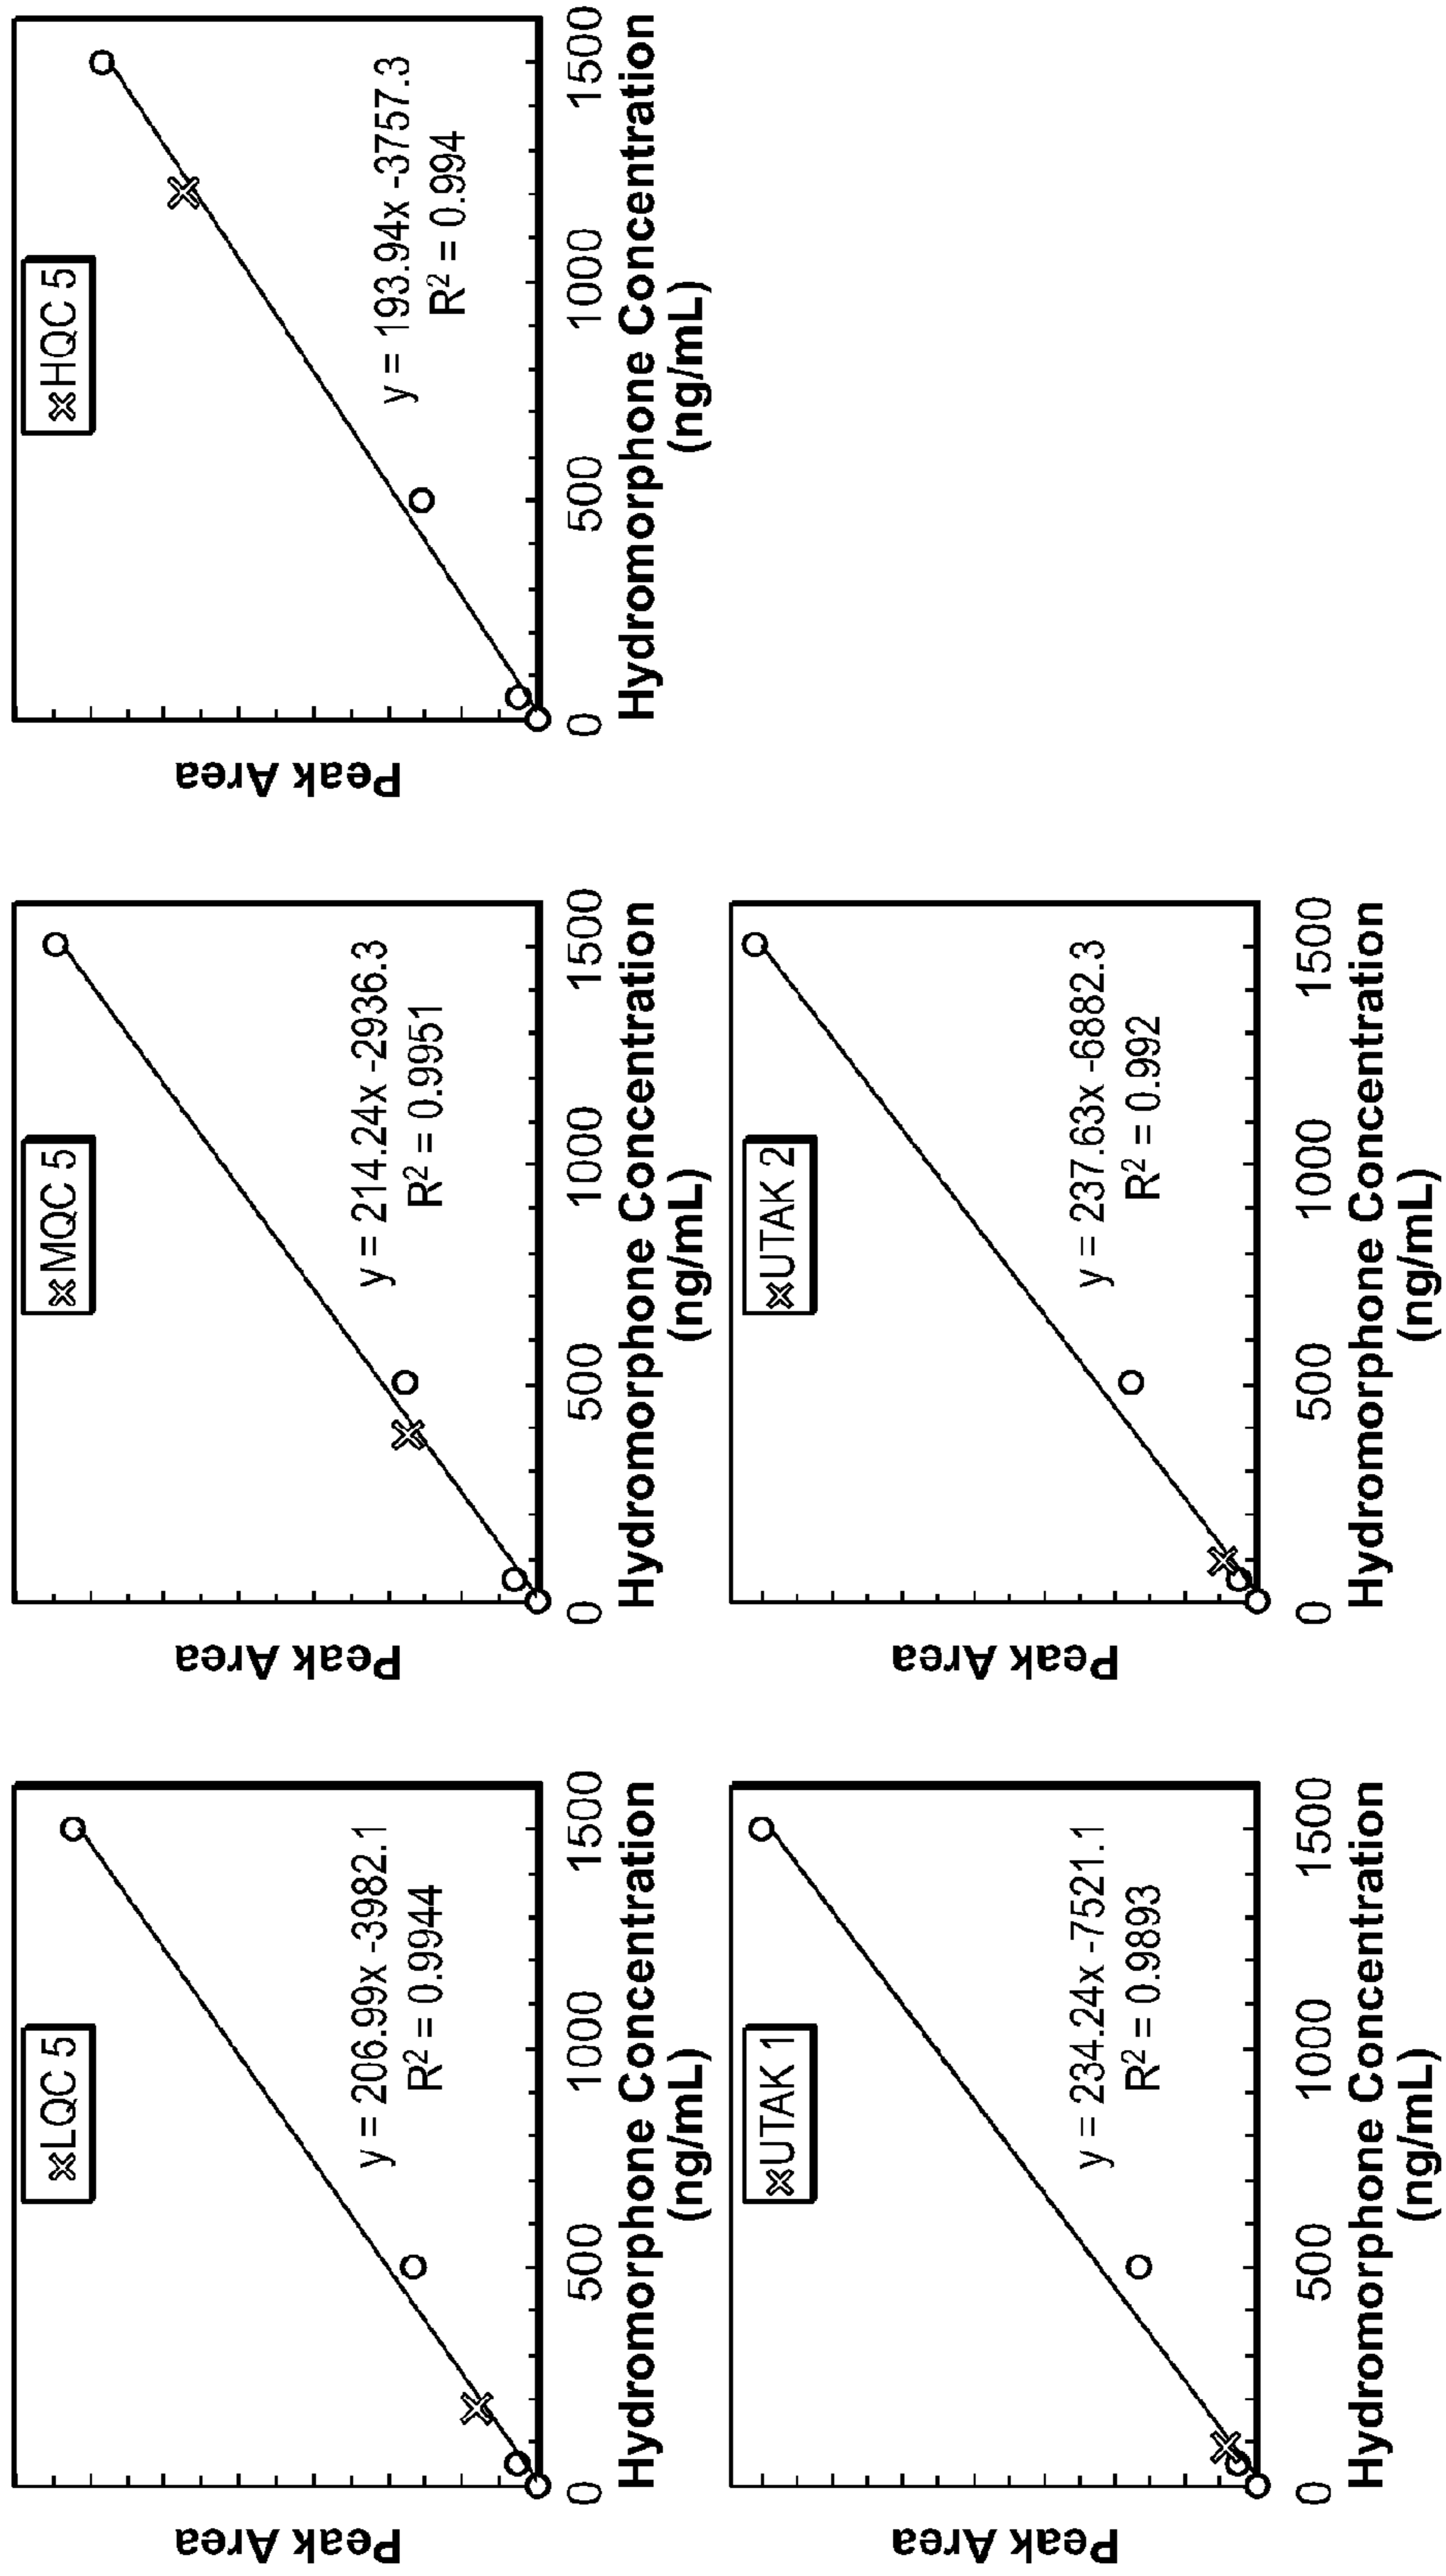 LQC 5
Peak Area
y = 206.99x -3982.1
R² = 0.9944
0 500 1000 1500
Hydromorphone Concentration
(ng/mL)
MQC 5
Peak Area
y = 214.24x -2936.3
R² = 0.9951
0 500 1000 1500
Hydromorphone Concentration
(ng/mL)
HQC 5
Peak Area
y = 193.94x -3757.3
R² = 0.994
0 500 1000 1500
Hydromorphone Concentration
(ng/mL)
UTAK 1
Peak Area
y = 234.24x -7521.1
R² = 0.9893
0 500 1000 1500
Hydromorphone Concentration
(ng/mL)
UTAK 2
Peak Area
y = 237.63x -6882.3
R² = 0.992
0 500 1000 1500
Hydromorphone Concentration
(ng/mL)